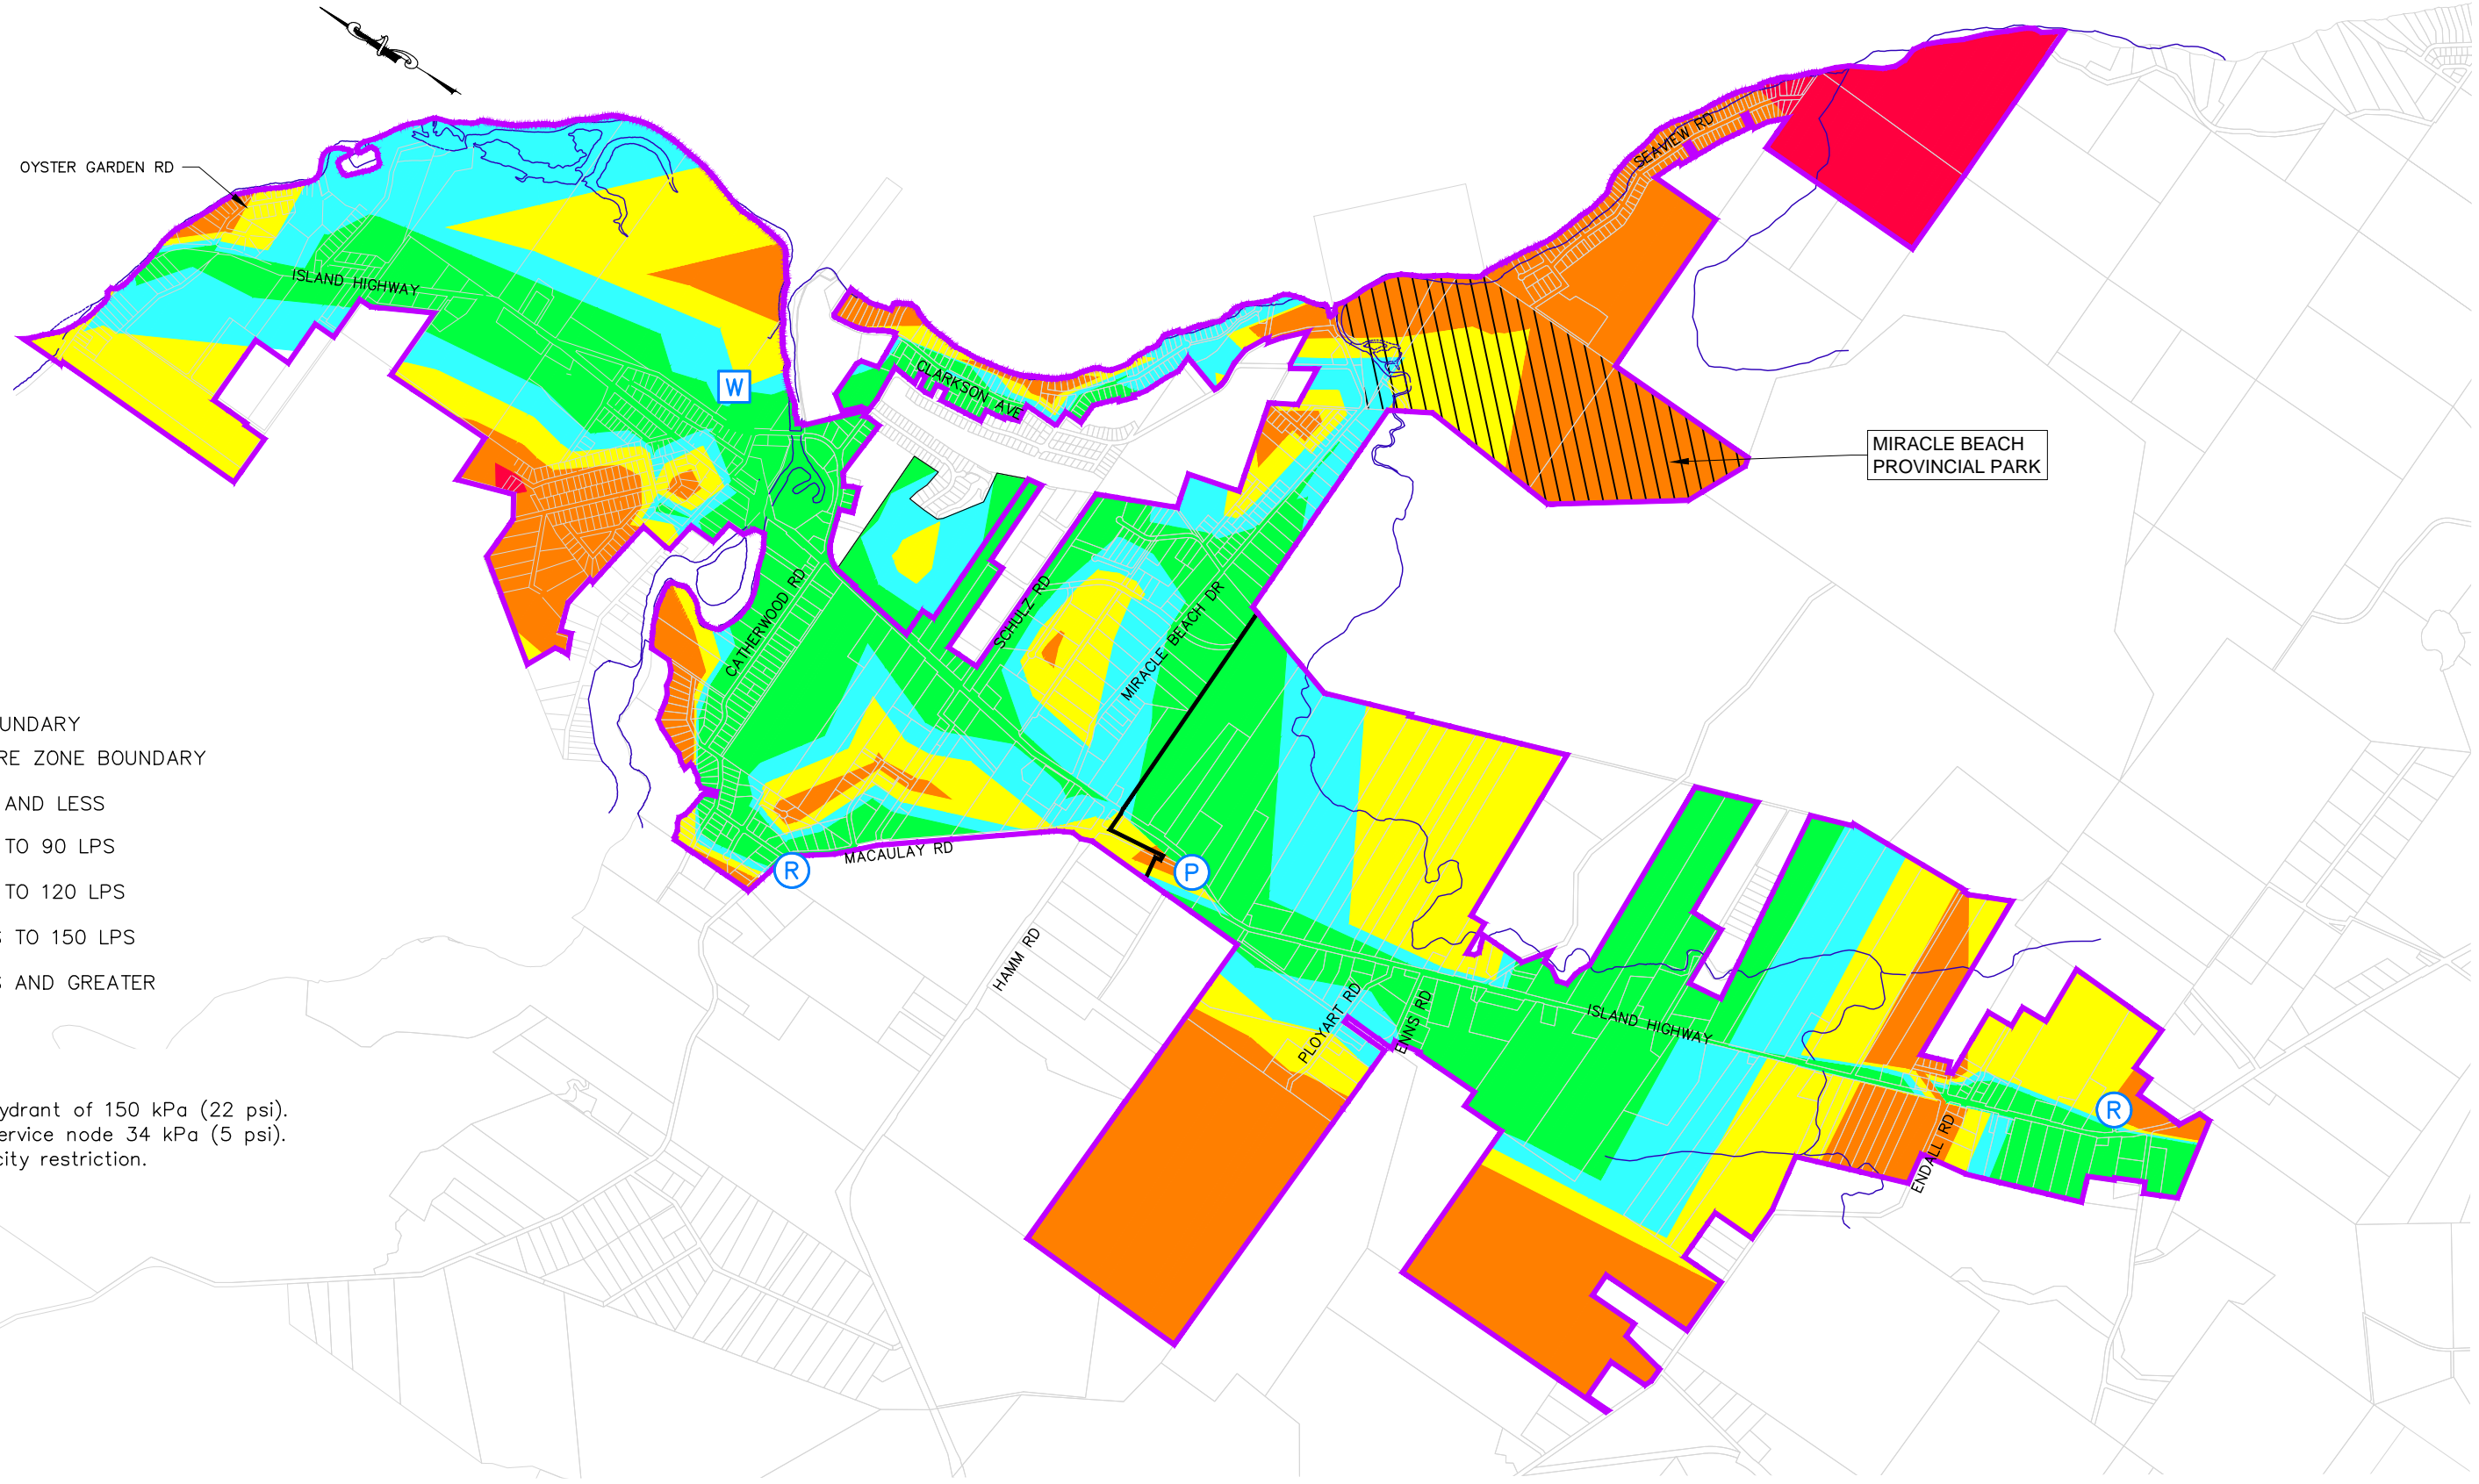 OYSTER GARDEN RD
SEAVIEW RD
ISLAND HIGHWAY
CLARKSON AVE
W
MIRACLE BEACH
PROVINCIAL PARK
CATHERWOOD RD
SCHULZ RD
MIRACLE BEACH DR
UNDARY
RE ZONE BOUNDARY
AND LESS
TO 90 LPS
TO 120 LPS
S TO 150 LPS
S AND GREATER
MACAULAY RD
R
P
HAMM RD
PLOYART RD
ENNS RD
ISLAND HIGHWAY
R
ENDALL RD
ydrant of 150 kPa (22 psi).
ervice node 34 kPa (5 psi).
city restriction.